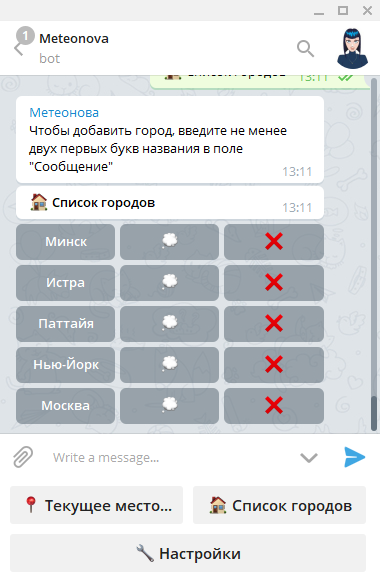 1
Meteonova
bot
Список городов
13:11
Метеонова
Чтобы добавить город, введите не менее
двух первых букв названия в поле
"Сообщение"
13:11
Список городов
13:11
Минск
Истра
Паттайя
Нью-Йорк
Москва
Write a message...
Текущее место...
Список городов
Настройки